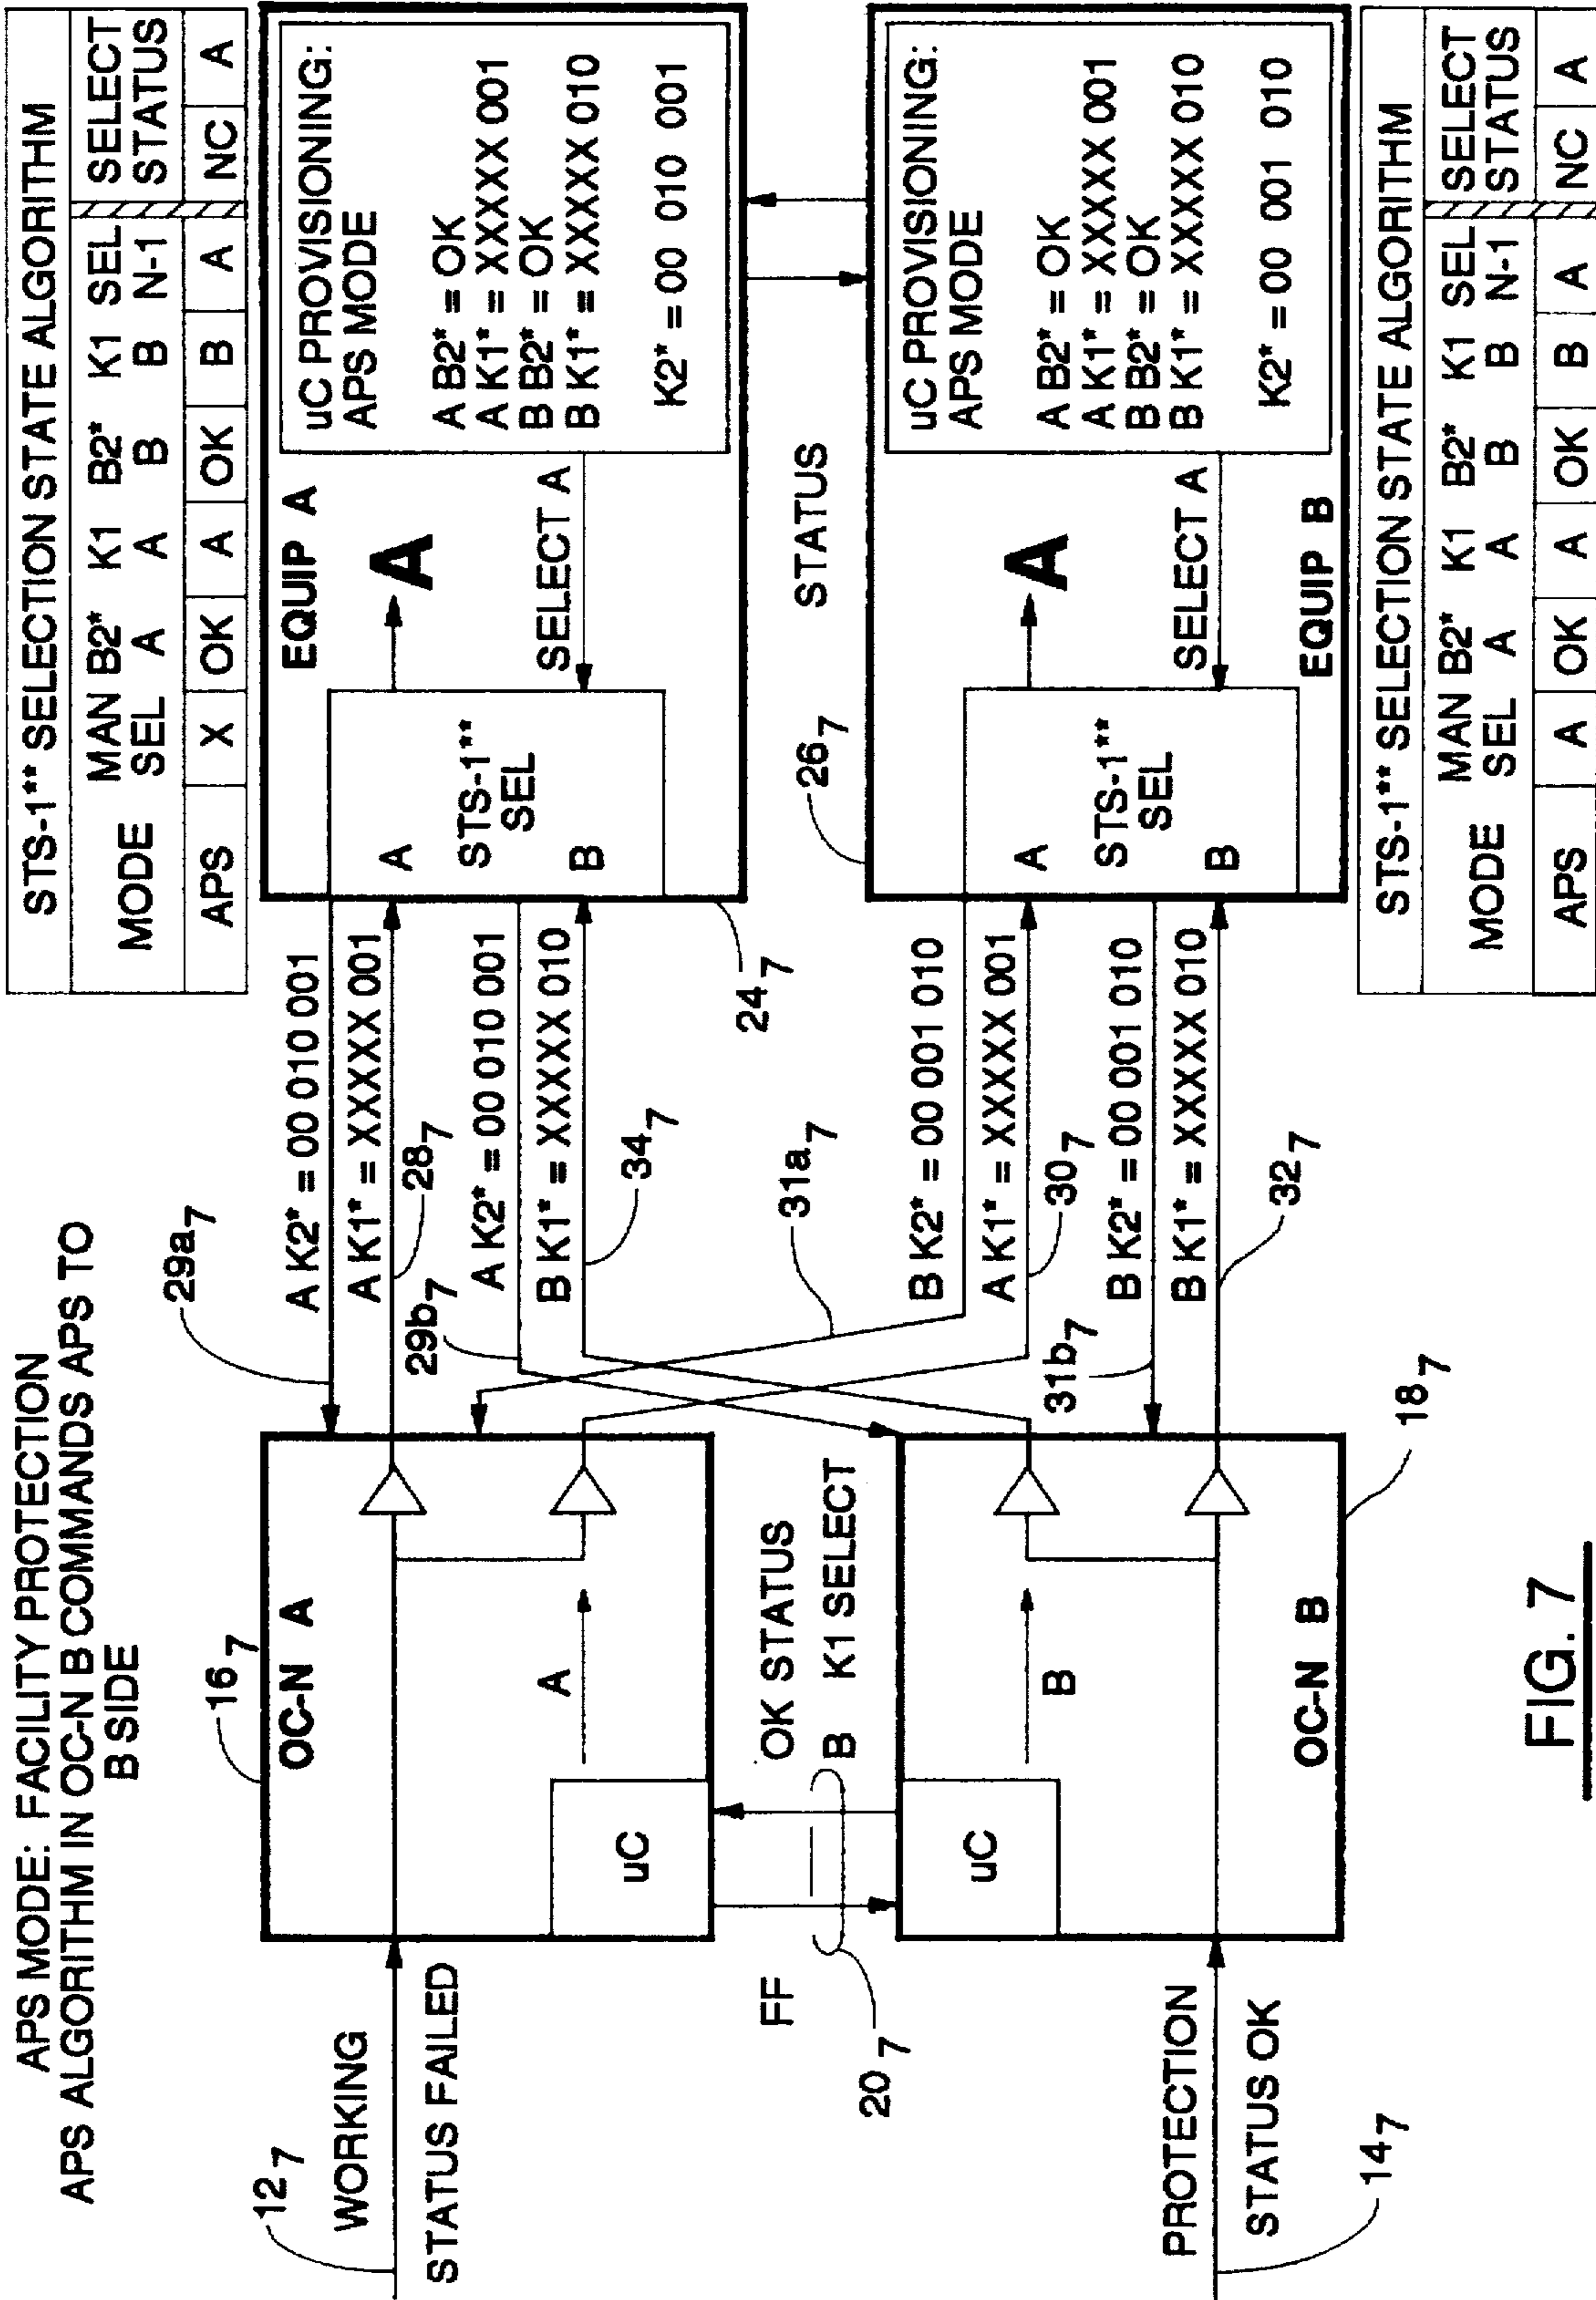 APS MODE: FACILITY PROTECTION
APS ALGORITHM IN OC-N B COMMANDS APS TO
B SIDE
12₇
WORKING
STATUS FAILED
16₇
OC-N A
A
uC
FF
20₇
OK STATUS
B K1 SELECT
PROTECTION
STATUS OK
14₇
uC
B
OC-N B
18₇
29a₇
A K2* = 00 010 001
A K1* = XXXXX 001
28₇
29b₇
A K2* = 00 010 001
B K1* = XXXXX 010
34₇
31a₇
B K2* = 00 001 010
A K1* = XXXXX 001
30₇
31b₇
B K2* = 00 001 010
B K1* = XXXXX 010
32₇
STS-1** SELECTION STATE ALGORITHM
MODE MAN B2* K1 B2* K1 SEL SELECT
SEL A A B B N-1 STATUS
APS X OK A OK B A NC A
EQUIP A
A
STS-1**
SEL
B
A
SELECT A
uC PROVISIONING:
APS MODE
A B2* = OK
A K1* = XXXXX 001
B B2* = OK
B K1* = XXXXX 010
K2* = 00 010 001
24₇
STATUS
26₇
A
STS-1**
SEL
B
A
SELECT A
EQUIP B
uC PROVISIONING:
APS MODE
A B2* = OK
A K1* = XXXXX 001
B B2* = OK
B K1* = XXXXX 010
K2* = 00 001 010
STS-1** SELECTION STATE ALGORITHM
MODE MAN B2* K1 B2* K1 SEL SELECT
SEL A A B B N-1 STATUS
APS A OK A OK B A NC A
FIG. 7